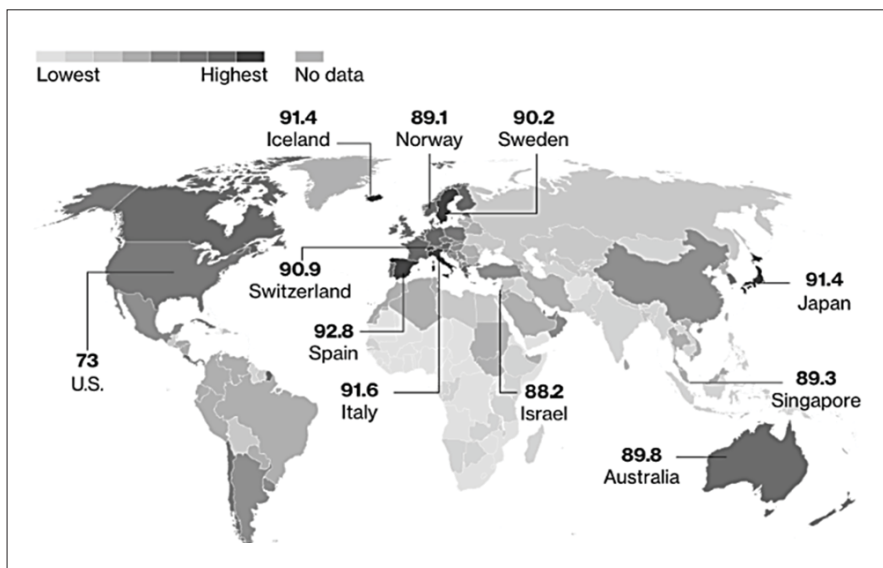 Lowest Highest No data
91.4
Iceland
89.1
Norway
90.2
Sweden
90.9
Switzerland
92.8
Spain
91.6
Italy
88.2
Israel
73
U.S.
91.4
Japan
89.3
Singapore
89.8
Australia